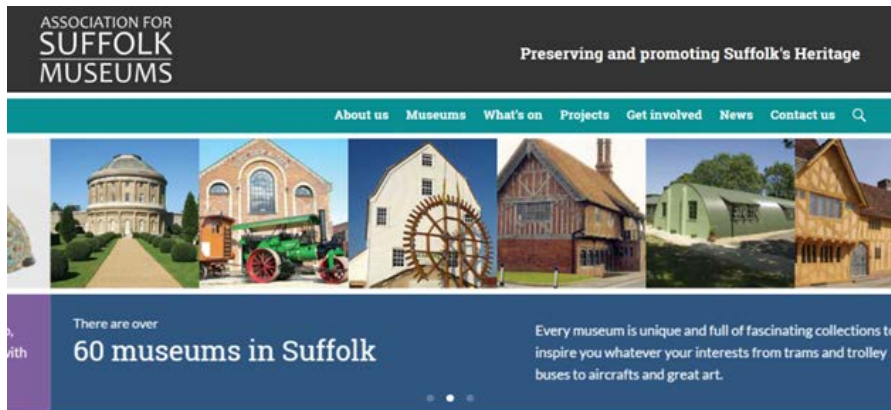 ASSOCIATION FOR
SUFFOLK
MUSEUMS
Preserving and promoting Suffolk's Heritage
About us Museums What's on Projects Get involved News Contact us
There are over
60 museums in Suffolk
with
Every museum is unique and full of fascinating collections to
inspire you whatever your interests from trams and trolley
buses to aircrafts and great art.